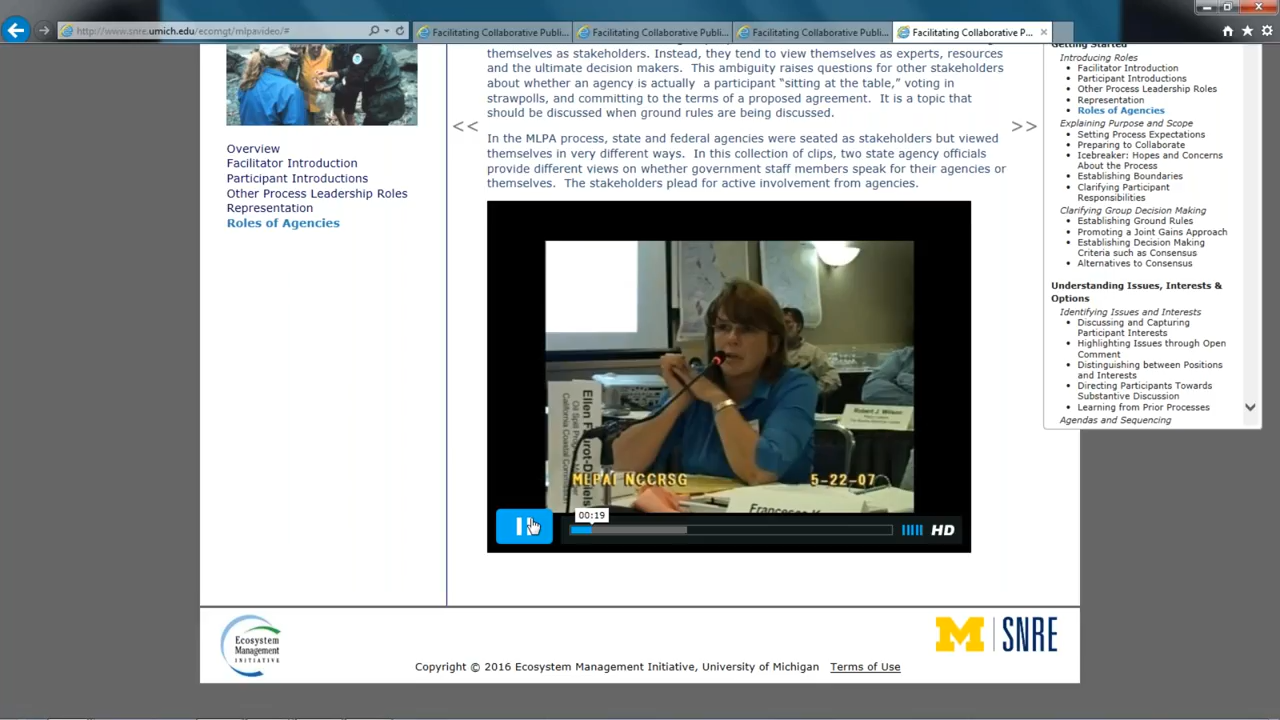 http://www.snre.umich.edu/ecomgt/mlpavideo/#
Facilitating Collaborative Publi...
Facilitating Collaborative Publi...
Facilitating Collaborative Publi...
Facilitating Collaborative P...
themselves as stakeholders. Instead, they tend to view themselves as experts, resources
and the ultimate decision makers. This ambiguity raises questions for other stakeholders
about whether an agency is actually a participant “sitting at the table,” voting in
strawpolls, and committing to the terms of a proposed agreement. It is a topic that
should be discussed when ground rules are being discussed.
<<
>>
In the MLPA process, state and federal agencies were seated as stakeholders but viewed
themselves in very different ways. In this collection of clips, two state agency officials
provide different views on whether government staff members speak for their agencies or
themselves. The stakeholders plead for active involvement from agencies.
Overview
Facilitator Introduction
Participant Introductions
Other Process Leadership Roles
Representation
Roles of Agencies
Getting Started
Introducing Roles
• Facilitator Introduction
• Participant Introductions
• Other Process Leadership Roles
• Representation
• Roles of Agencies
Explaining Purpose and Scope
• Setting Process Expectations
• Preparing to Collaborate
• Icebreaker: Hopes and Concerns
About the Process
• Establishing Boundaries
• Clarifying Participant
Responsibilities
Clarifying Group Decision Making
• Establishing Ground Rules
• Promoting a Joint Gains Approach
• Establishing Decision Making
Criteria such as Consensus
• Alternatives to Consensus
Understanding Issues, Interests &
Options
Identifying Issues and Interests
• Discussing and Capturing
Participant Interests
• Highlighting Issues through Open
Comment
• Distinguishing between Positions
and Interests
• Directing Participants Towards
Substantive Discussion
• Learning from Prior Processes
Agendas and Sequencing
Oil Spill Program
California Coastal Commission
Robert J. Wilson
MLPAI NCCRSG
5-22-07
00:19
HD
Ecosystem
Management
INITIATIVE
M | SNRE
Copyright © 2016 Ecosystem Management Initiative, University of Michigan
Terms of Use